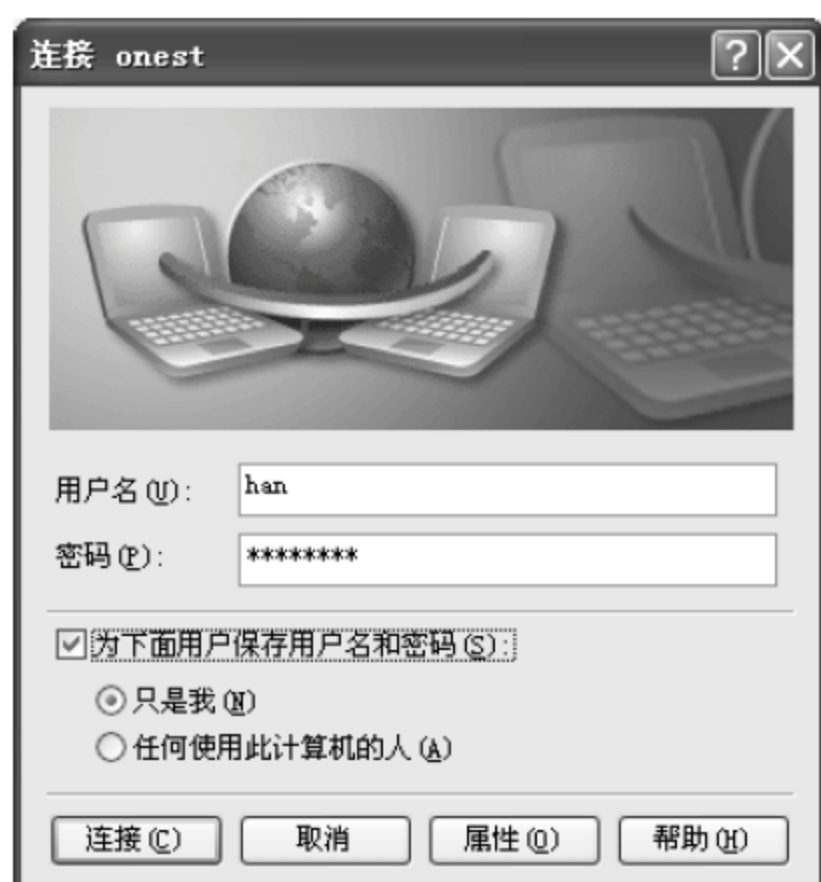 连接 onest
用户名(U): han
密码(P): ********
为下面用户保存用户名和密码(S):
只是我(N)
任何使用此计算机的人(A)
连接(C) 取消 属性(O) 帮助(H)